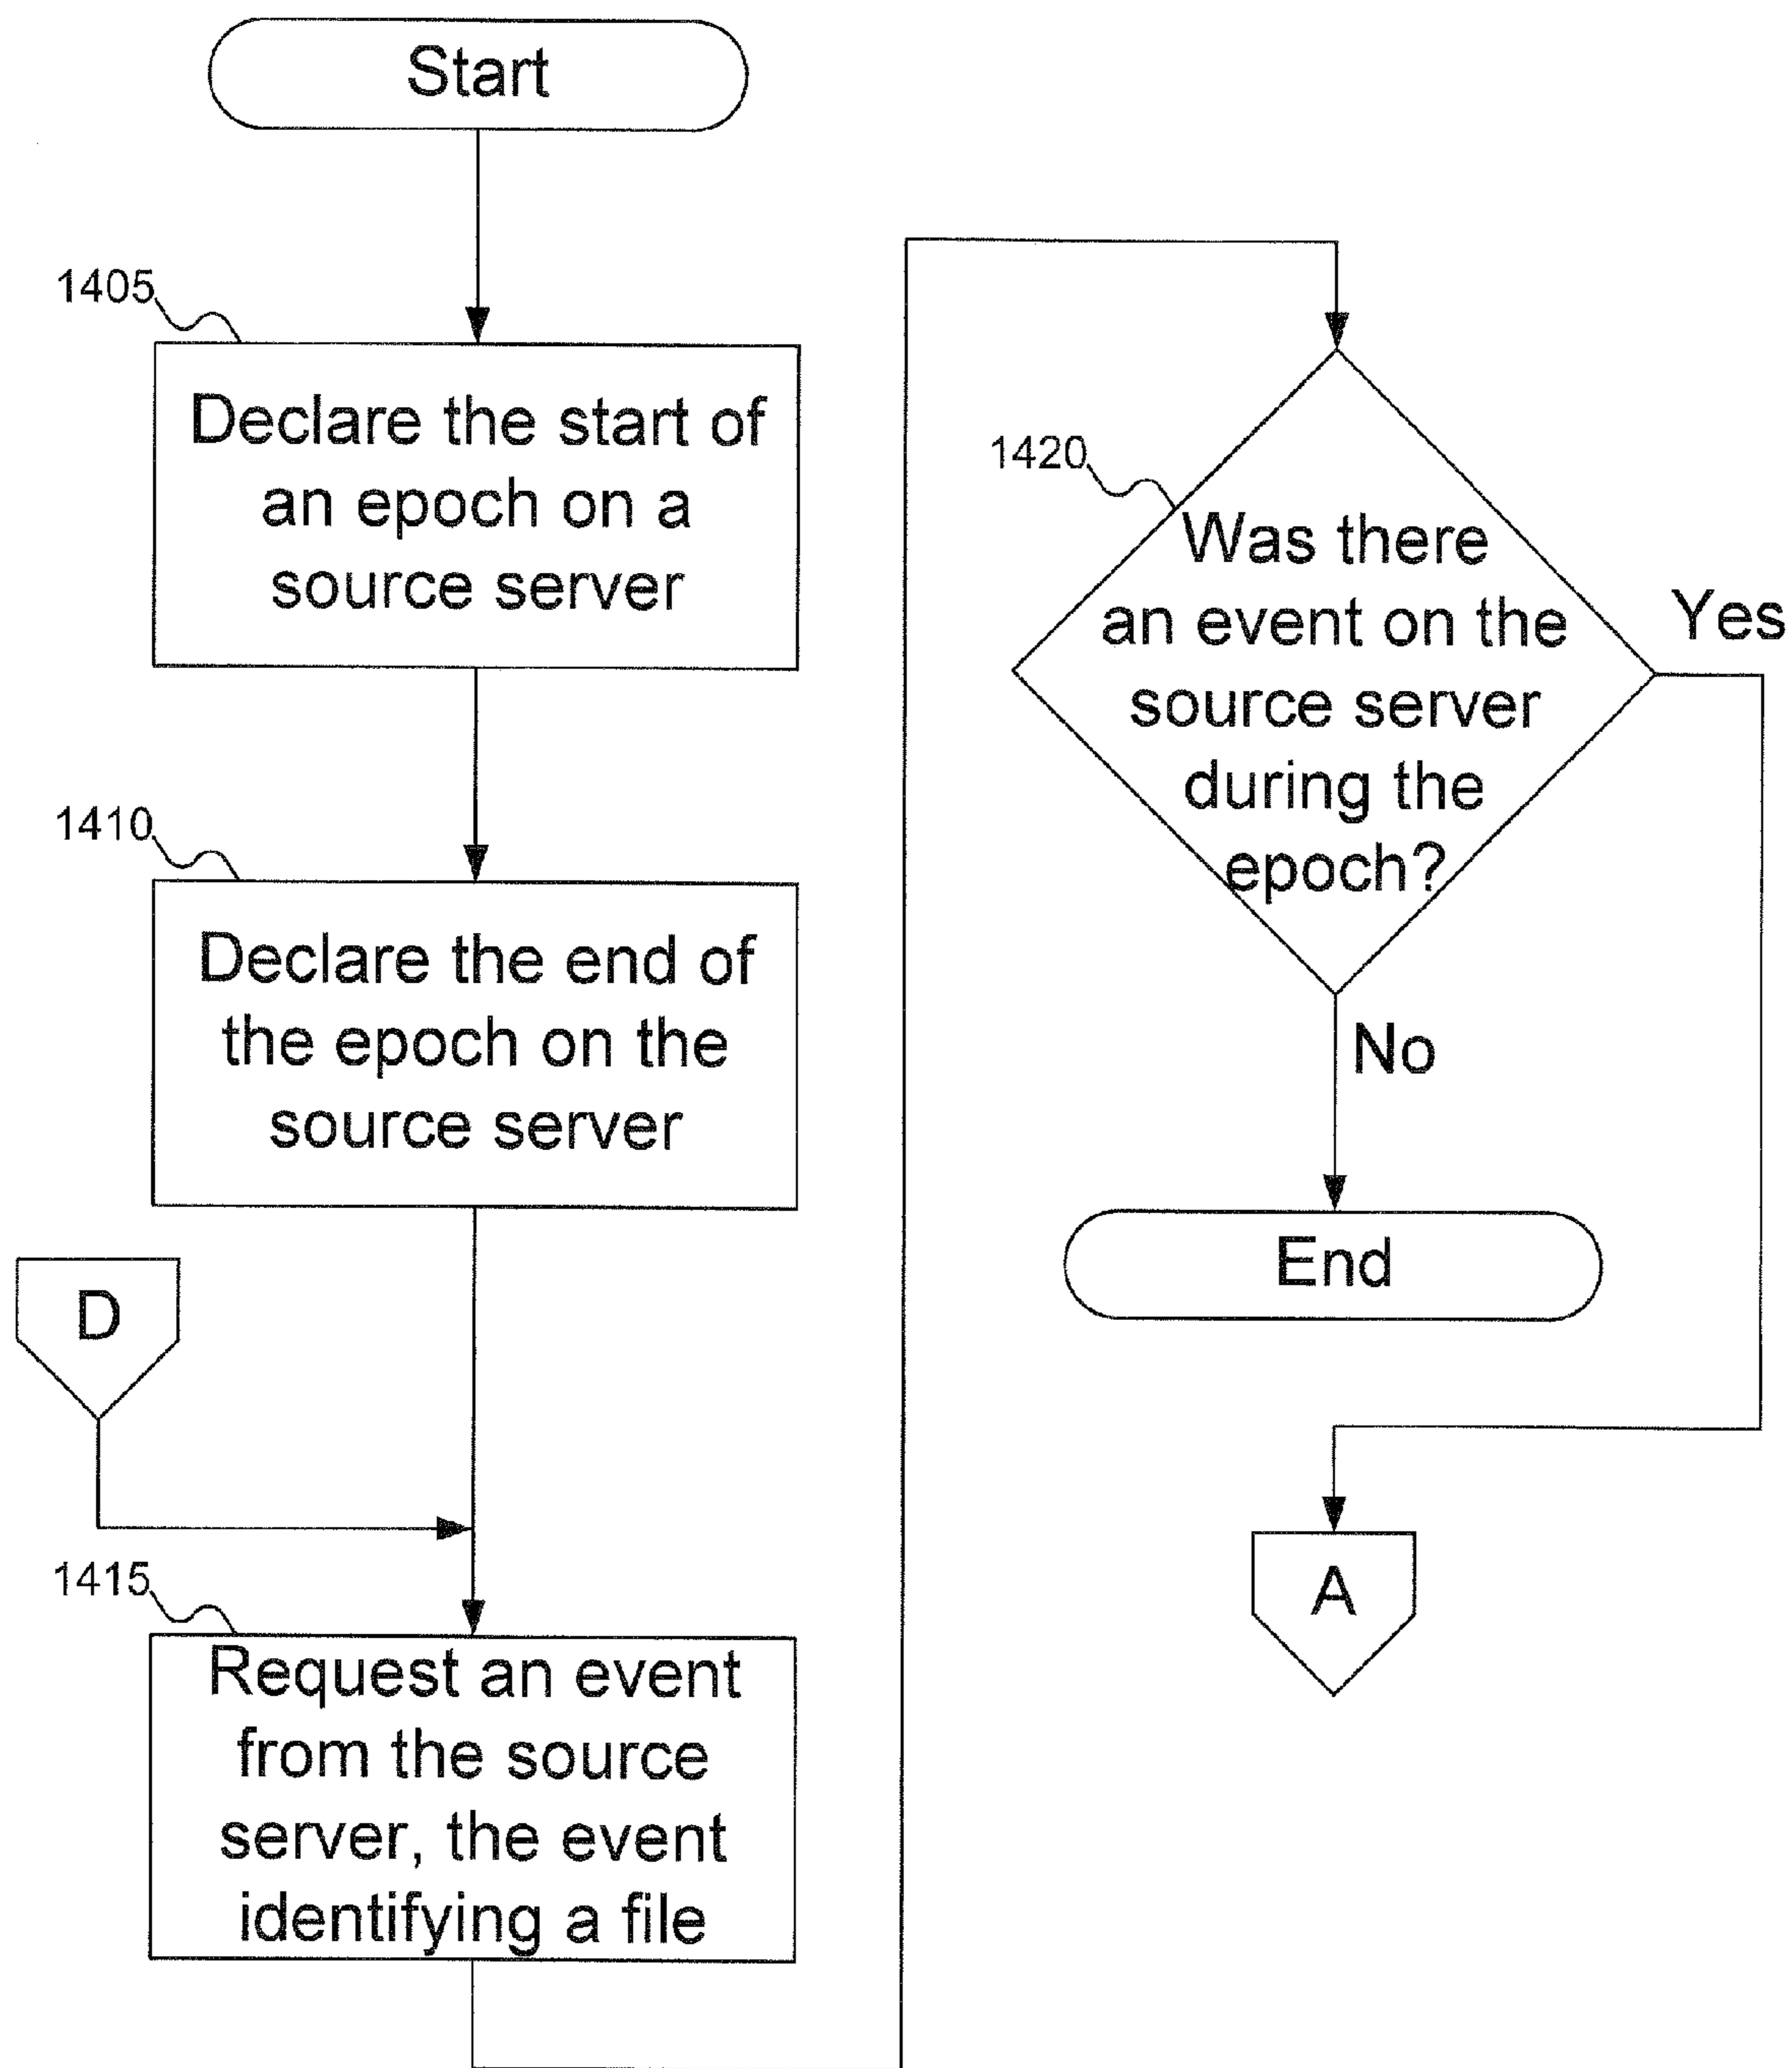 Start
1405
Declare the start of
an epoch on a
source server
1410
Declare the end of
the epoch on the
source server
D
1415
Request an event
from the source
server, the event
identifying a file
1420
Was there
an event on the
source server
during the
epoch?
Yes
No
End
A